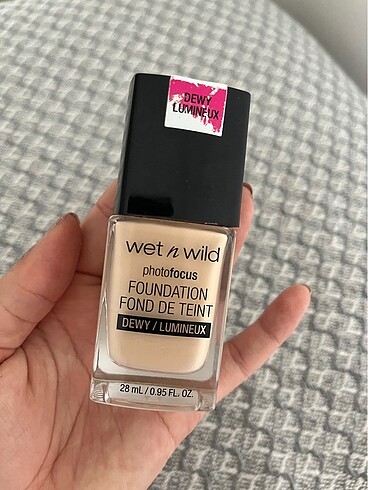 DEWY
LUMINEUX
wet n wild
photofocus
FOUNDATION
FOND DE TEINT
DEWY / LUMINEUX
28 mL / 0.95 FL. OZ.